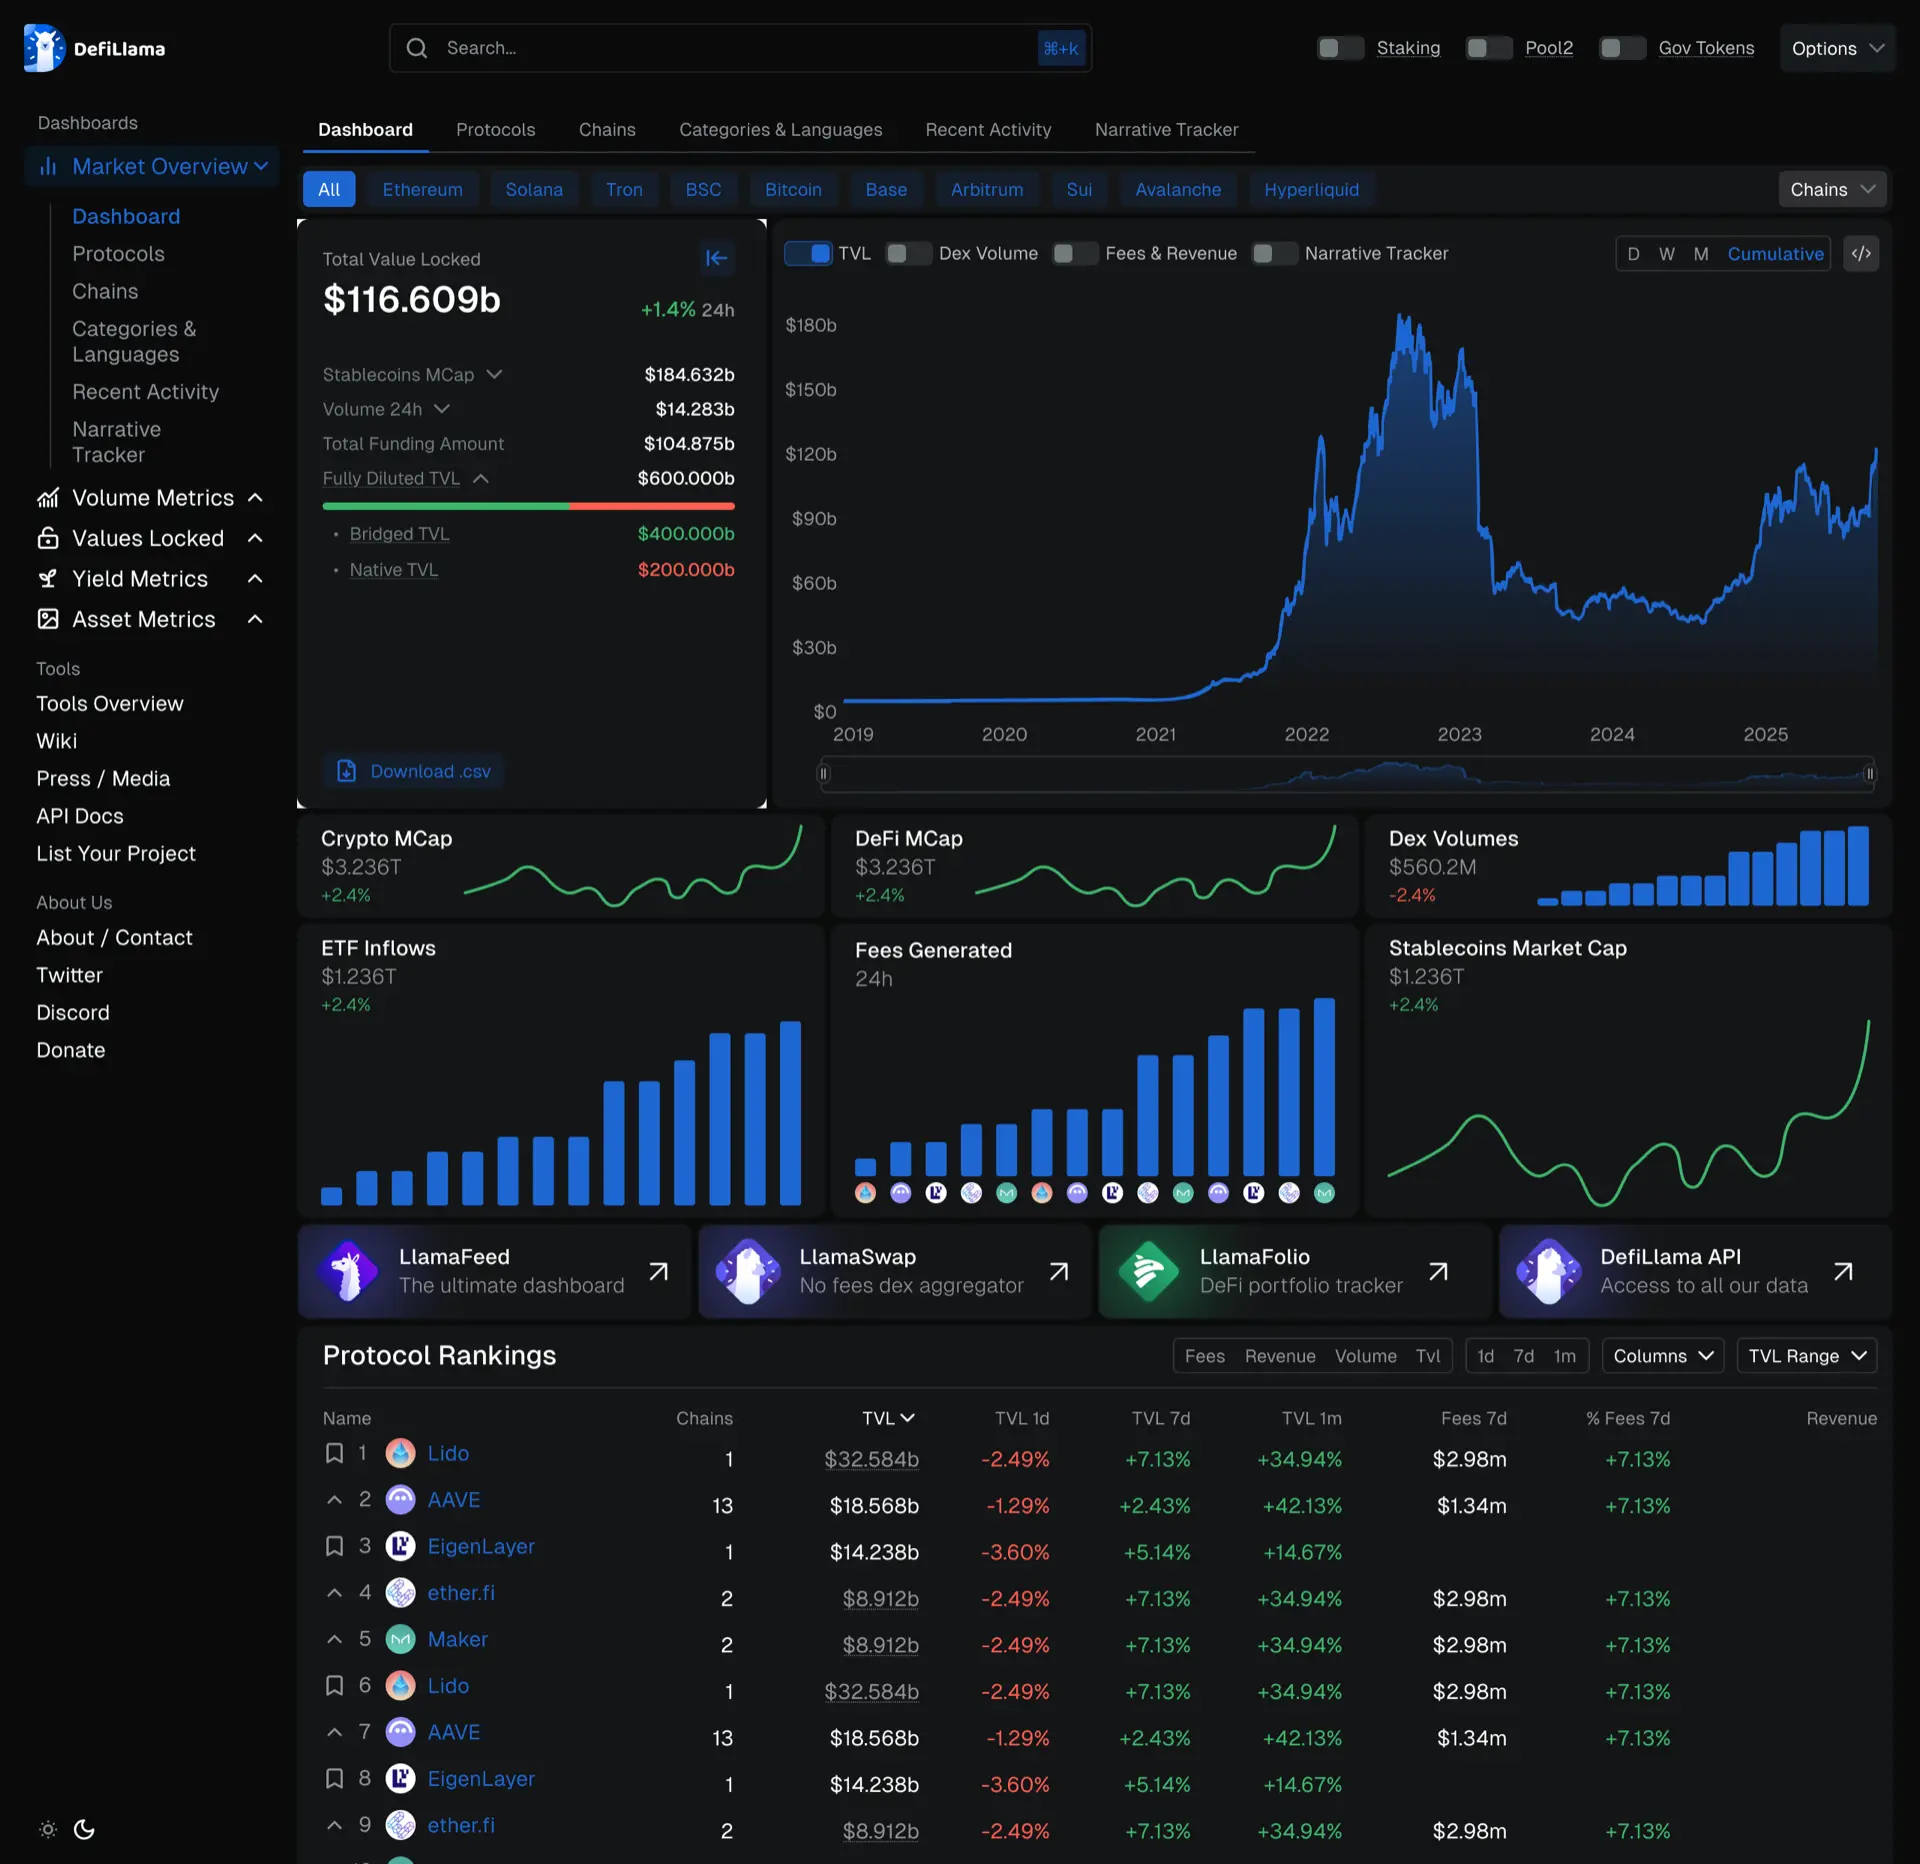 DefiLlama
Search...
⌘+k
Staking
Pool2
Gov Tokens
Options
Dashboards
Market Overview
Dashboard
Protocols
Chains
Categories &
Languages
Recent Activity
Narrative
Tracker
Volume Metrics
Values Locked
Yield Metrics
Asset Metrics
Tools
Tools Overview
Wiki
Press / Media
API Docs
List Your Project
About Us
About / Contact
Twitter
Discord
Donate
Dashboard Protocols Chains Categories & Languages Recent Activity Narrative Tracker
All Ethereum Solana Tron BSC Bitcoin Base Arbitrum Sui Avalanche Hyperliquid Chains
Total Value Locked
$116.609b +1.4% 24h
Stablecoins MCap $184.632b
Volume 24h $14.283b
Total Funding Amount $104.875b
Fully Diluted TVL $600.000b
• Bridged TVL $400.000b
• Native TVL $200.000b
Download .csv
TVL Dex Volume Fees & Revenue Narrative Tracker D W M Cumulative </>
$180b
$150b
$120b
$90b
$60b
$30b
$0
2019 2020 2021 2022 2023 2024 2025
Crypto MCap
$3.236T
+2.4%
DeFi MCap
$3.236T
+2.4%
Dex Volumes
$560.2M
-2.4%
ETF Inflows
$1.236T
+2.4%
Fees Generated
24h
Stablecoins Market Cap
$1.236T
+2.4%
LlamaFeed
The ultimate dashboard
LlamaSwap
No fees dex aggregator
LlamaFolio
DeFi portfolio tracker
DefiLlama API
Access to all our data
Protocol Rankings
Fees Revenue Volume Tvl 1d 7d 1m Columns TVL Range
Name Chains TVL TVL 1d TVL 7d TVL 1m Fees 7d % Fees 7d Revenue
1 Lido 1 $32.584b -2.49% +7.13% +34.94% $2.98m +7.13%
2 AAVE 13 $18.568b -1.29% +2.43% +42.13% $1.34m +7.13%
3 EigenLayer 1 $14.238b -3.60% +5.14% +14.67%
4 ether.fi 2 $8.912b -2.49% +7.13% +34.94% $2.98m +7.13%
5 Maker 2 $8.912b -2.49% +7.13% +34.94% $2.98m +7.13%
6 Lido 1 $32.584b -2.49% +7.13% +34.94% $2.98m +7.13%
7 AAVE 13 $18.568b -1.29% +2.43% +42.13% $1.34m +7.13%
8 EigenLayer 1 $14.238b -3.60% +5.14% +14.67%
9 ether.fi 2 $8.912b -2.49% +7.13% +34.94% $2.98m +7.13%